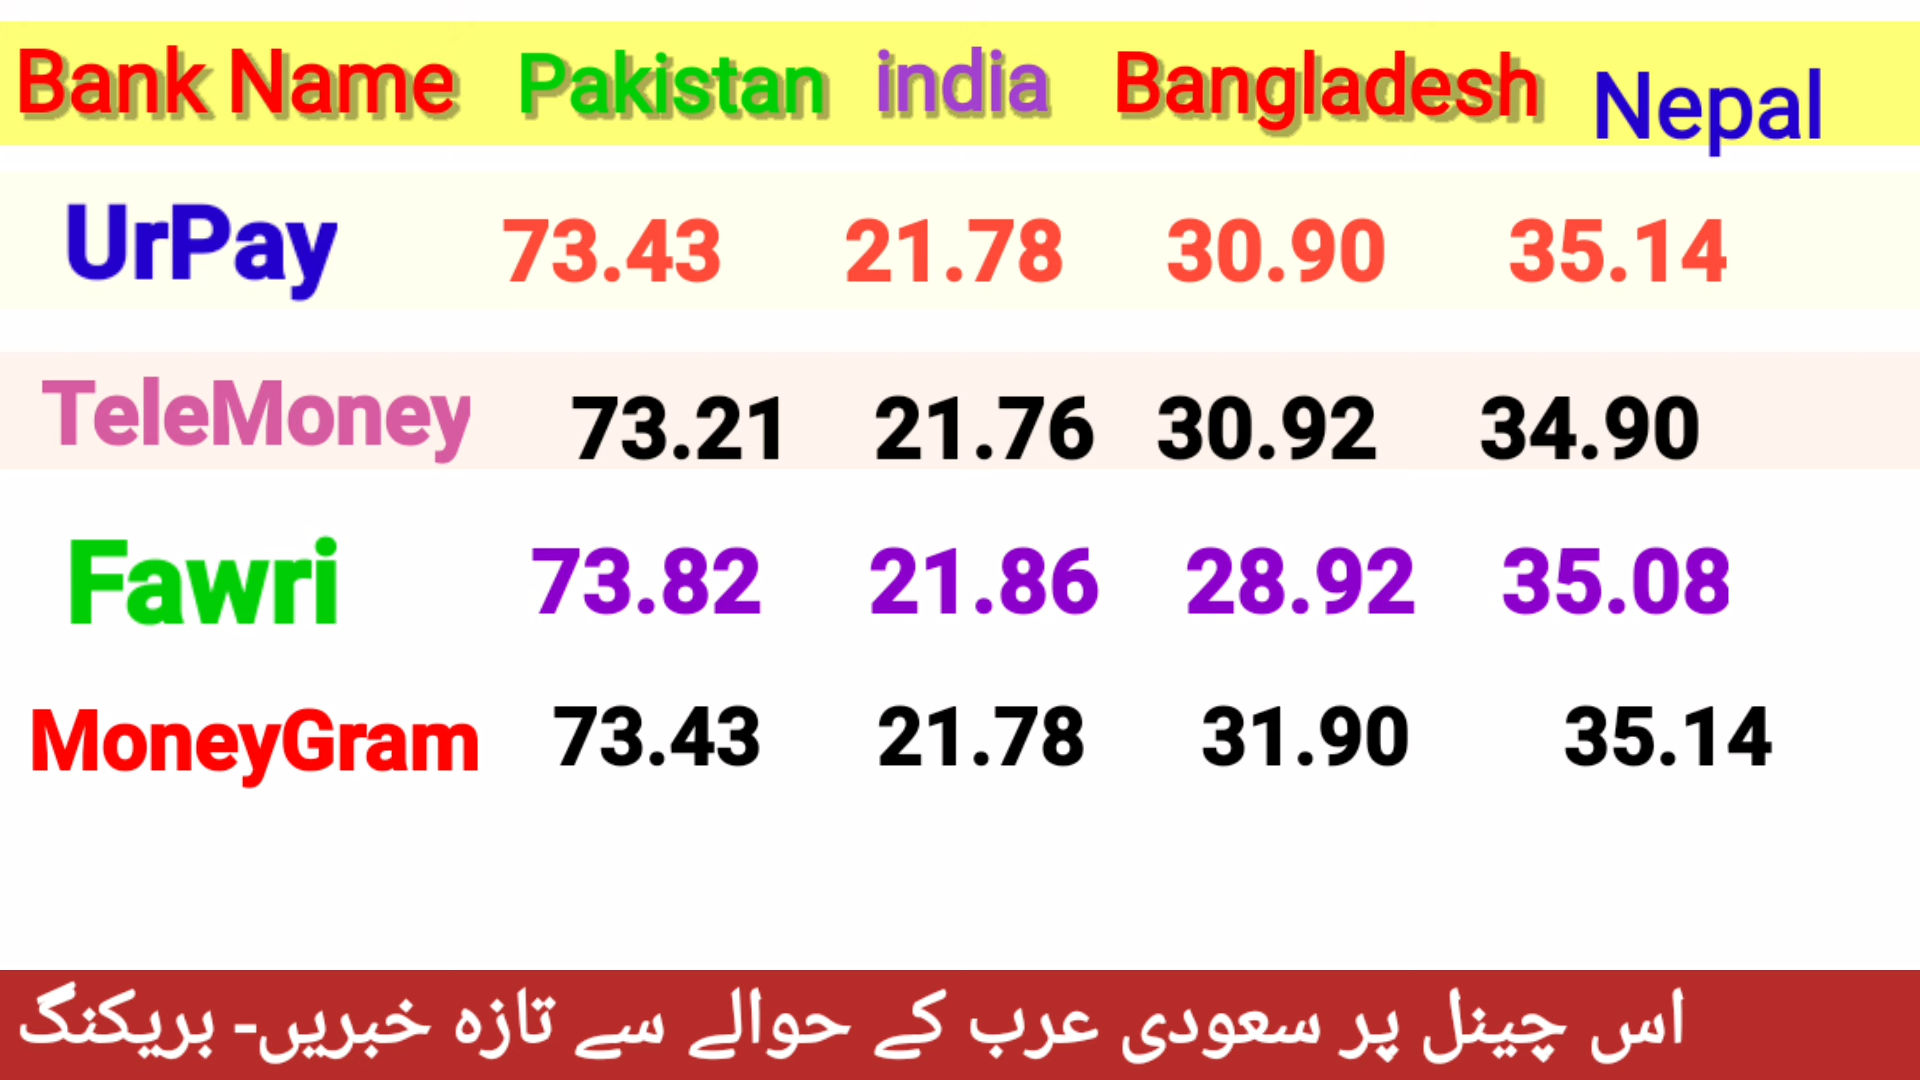 Bank Name Pakistan india Bangladesh Nepal
UrPay 73.43 21.78 30.90 35.14
TeleMoney 73.21 21.76 30.92 34.90
Fawri 73.82 21.86 28.92 35.08
MoneyGram 73.43 21.78 31.90 35.14
اس چینل پر سعودی عرب کے حوالے سے تازہ خبریں- بریکنگ